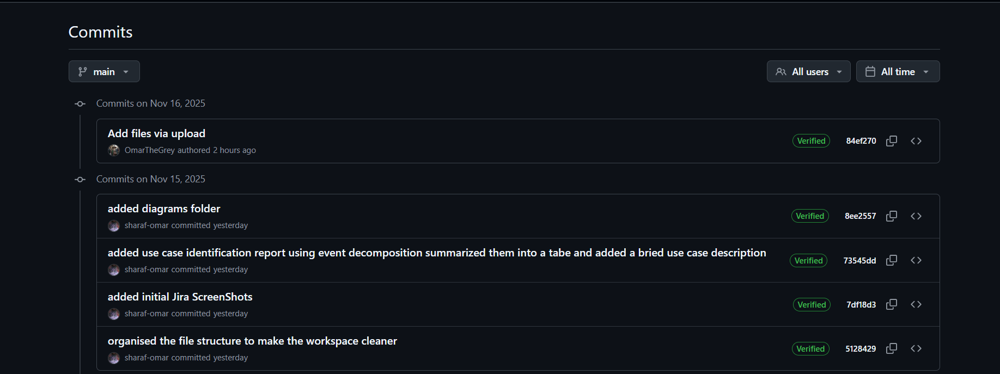 Commits
main
All users
All time
Commits on Nov 16, 2025
Add files via upload
OmarTheGrey authored 2 hours ago
Verified
84ef270
Commits on Nov 15, 2025
added diagrams folder
sharaf-omar committed yesterday
Verified
8ee2557
added use case identification report using event decomposition summarized them into a tabe and added a bried use case description
sharaf-omar committed yesterday
Verified
73545dd
added initial Jira ScreenShots
sharaf-omar committed yesterday
Verified
7df18d3
organised the file structure to make the workspace cleaner
sharaf-omar committed yesterday
Verified
5128429